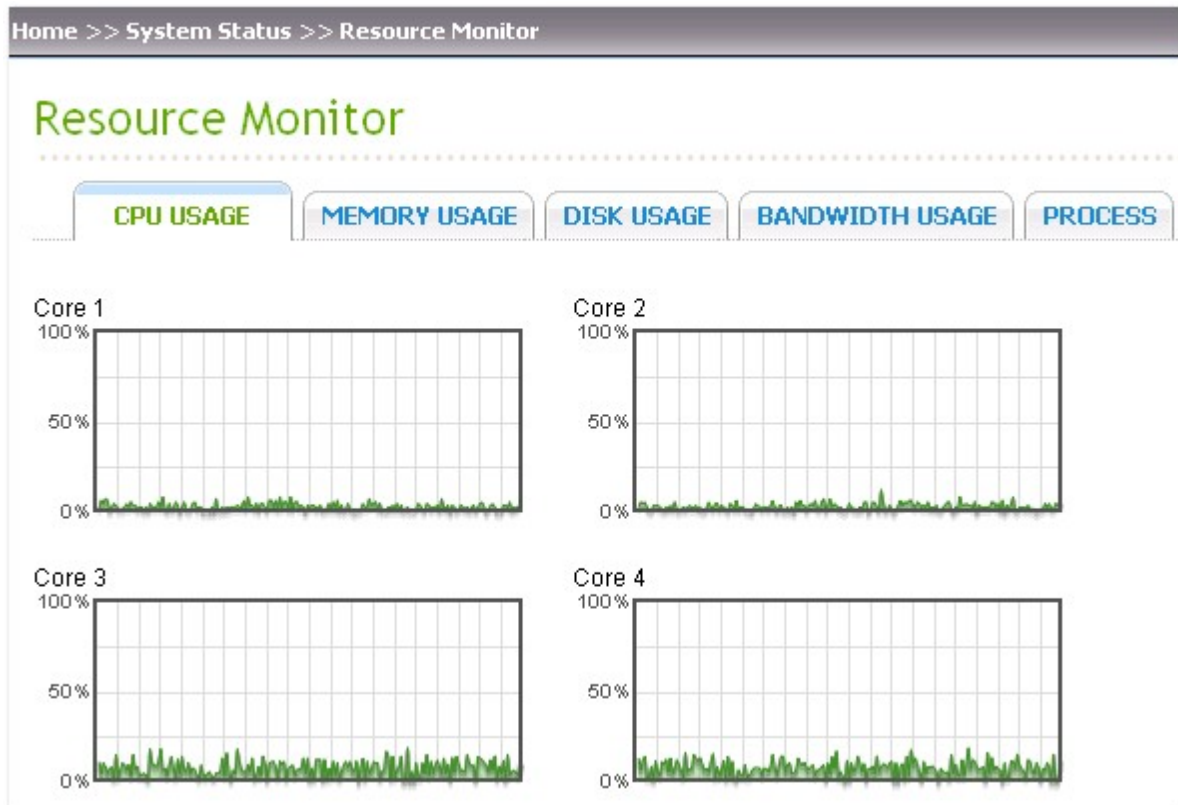 Home >> System Status >> Resource Monitor
Resource Monitor
CPU USAGE MEMORY USAGE DISK USAGE BANDWIDTH USAGE PROCESS
Core 1
100%
50%
0%
Core 2
100%
50%
0%
Core 3
100%
50%
0%
Core 4
100%
50%
0%